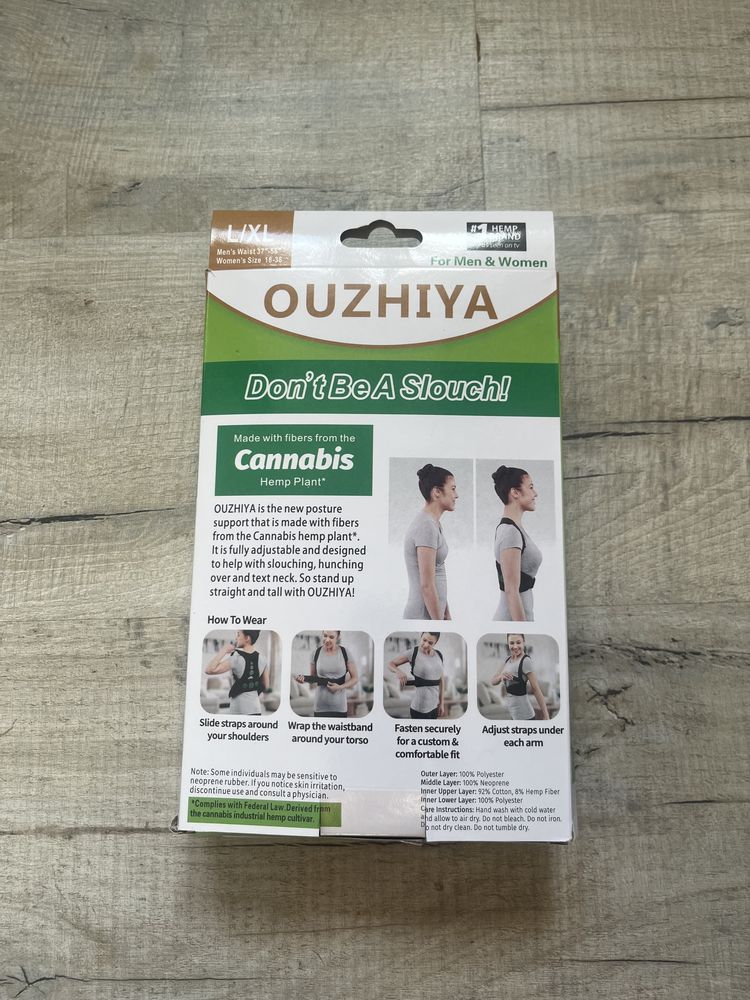 L/XL
Men's Waist 37"-
Women's Size 16-36
#1 HEMP
BRAND
as seen on tv
For Men & Women
OUZHIYA
Don't Be A Slouch!
Made with fibers from the
Cannabis
Hemp Plant*
OUZHIYA is the new posture
support that is made with fibers
from the Cannabis hemp plant*.
It is fully adjustable and designed
to help with slouching, hunching
over and text neck. So stand up
straight and tall with OUZHIYA!
How To Wear
Slide straps around
your shoulders
Wrap the waistband
around your torso
Fasten securely
for a custom &
comfortable fit
Adjust straps under
each arm
Note: Some individuals may be sensitive to
neoprene rubber. If you notice skin irritation,
discontinue use and consult a physician.
*Complies with Federal Law.Derived from
the cannabis industrial hemp cultivar.
Outer Layer: 100% Polyester
Middle Layer: 100% Neoprene
Inner Upper Layer: 92% Cotton, 8% Hemp Fiber
Inner Lower Layer: 100% Polyester
Care Instructions: Hand wash with cold water
and allow to air dry. Do not bleach. Do not iron.
Do not dry clean. Do not tumble dry.